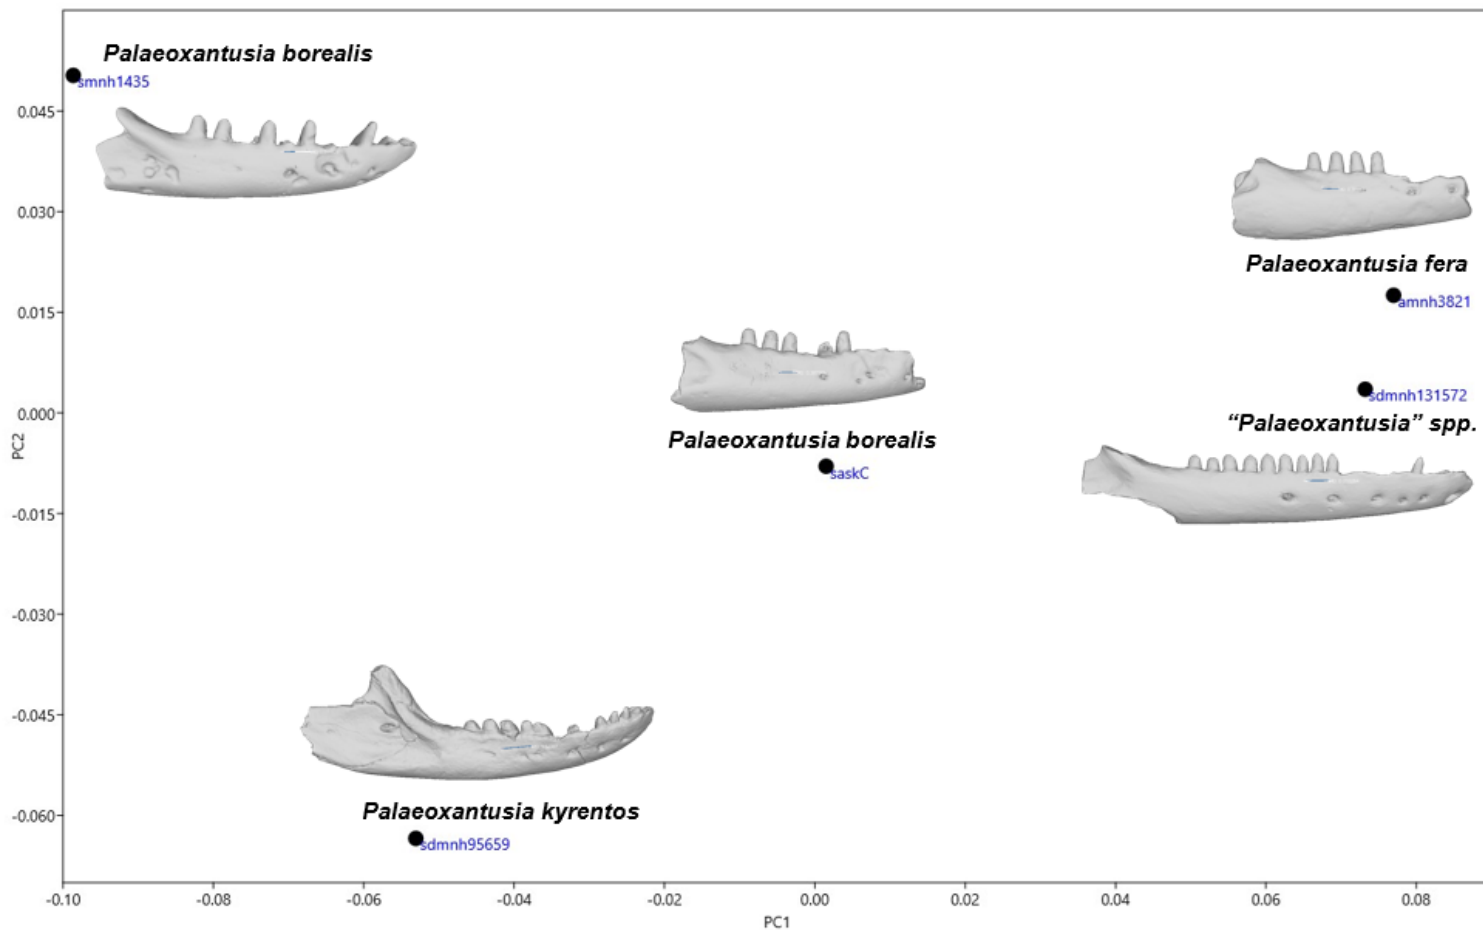 Palaeoxantusia borealis
smnh1435
0.045
0.030
Palaeoxantusia fera
amnh3821
0.015
sdmnh131572
0.000
"Palaeoxantusia" spp.
PC2
Palaeoxantusia borealis
saskC
-0.015
-0.030
-0.045
Palaeoxantusia kyrentos
-0.060
sdmnh95659
-0.10 -0.08 -0.06 -0.04 -0.02 0.00 0.02 0.04 0.06 0.08
PC1